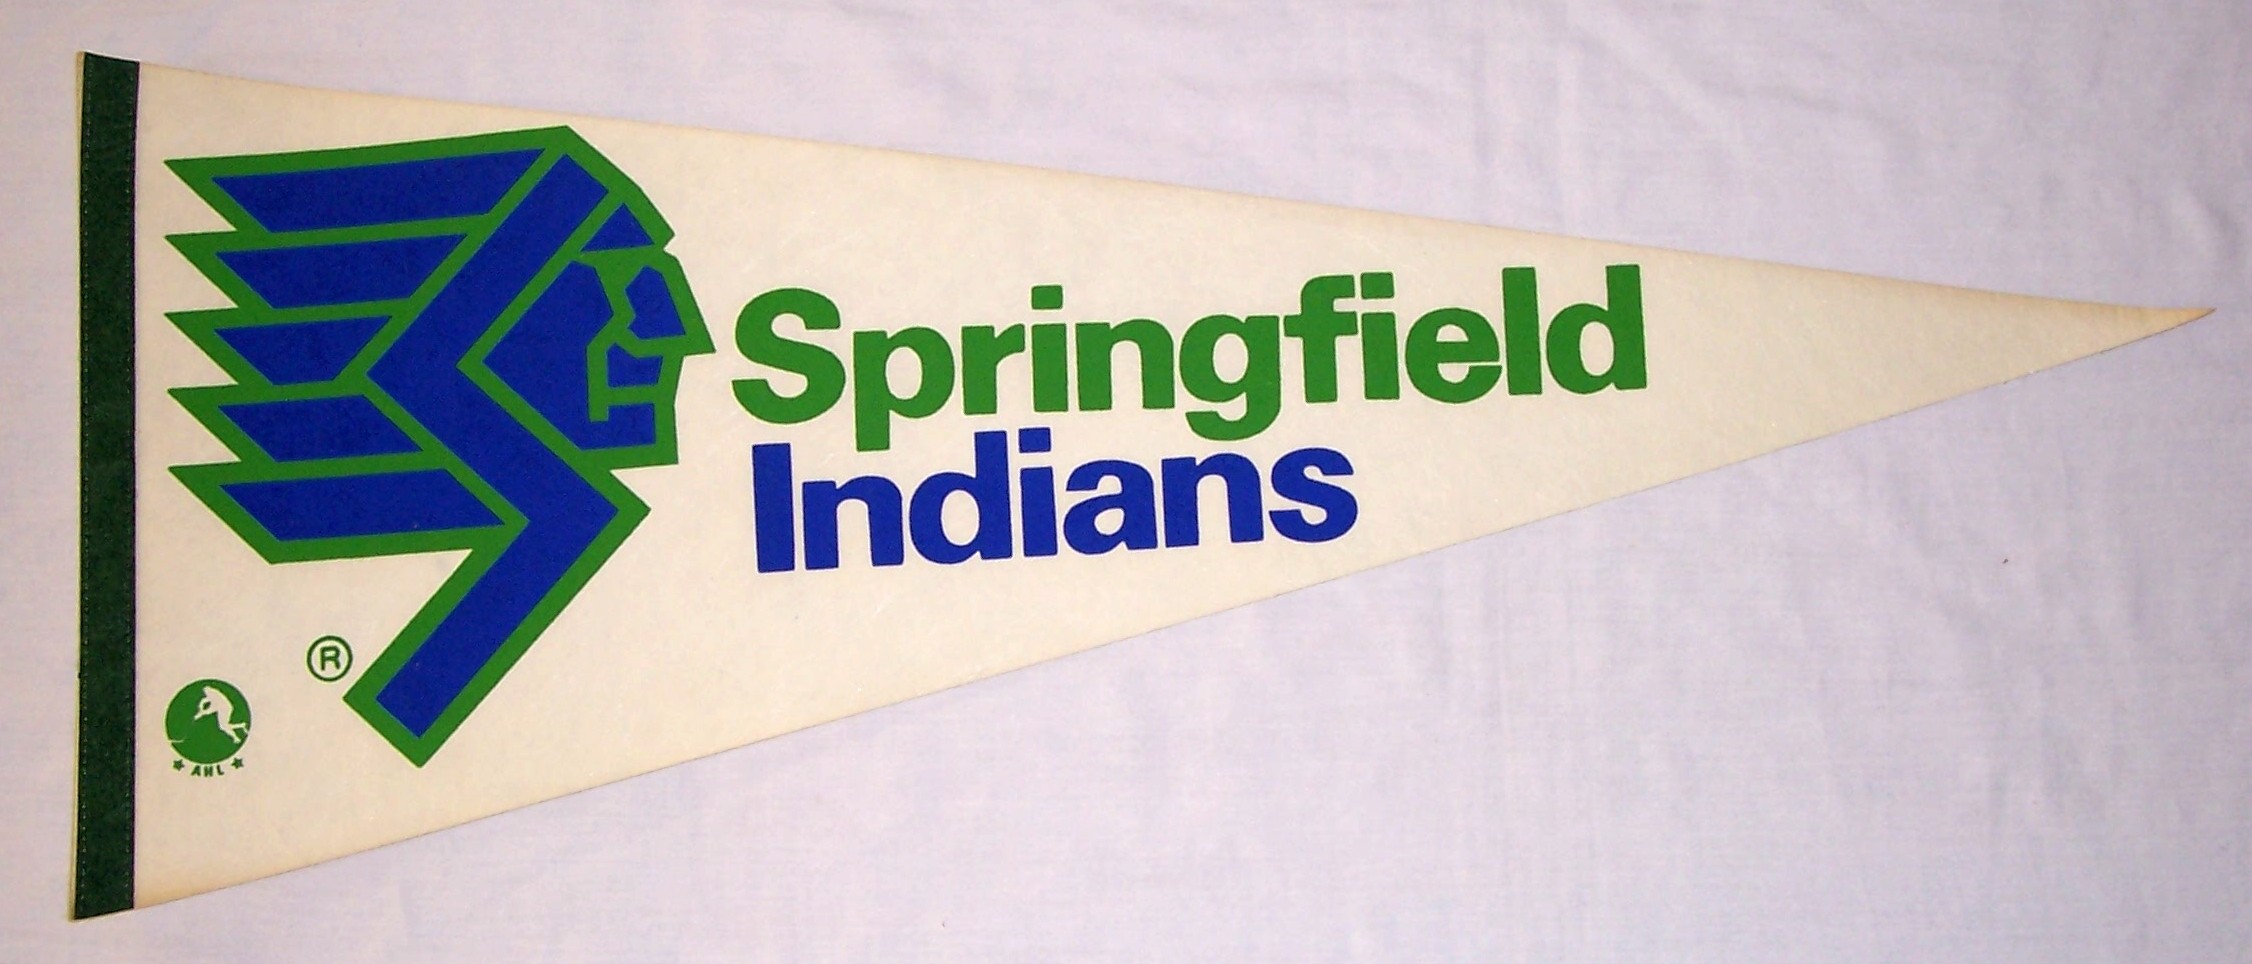 Springfield
Indians
®
AHL